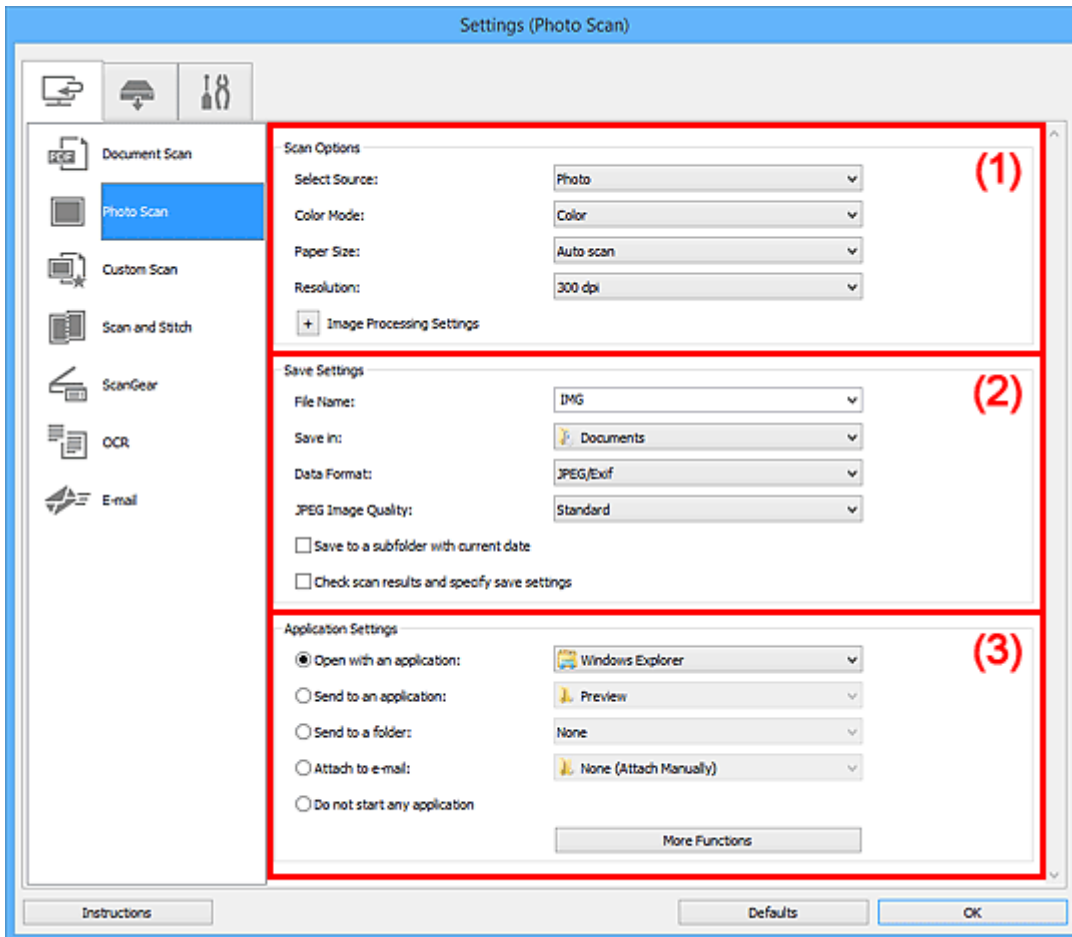 Settings (Photo Scan)
Document Scan
Photo Scan
Custom Scan
Scan and Stitch
ScanGear
OCR
E-mail
Scan Options
(1)
Select Source: Photo
Color Mode: Color
Paper Size: Auto scan
Resolution: 300 dpi
+ Image Processing Settings
Save Settings
(2)
File Name: IMG
Save in: Documents
Data Format: JPEG/Exif
JPEG Image Quality: Standard
Save to a subfolder with current date
Check scan results and specify save settings
Application Settings
(3)
Open with an application: Windows Explorer
Send to an application: Preview
Send to a folder: None
Attach to e-mail: None (Attach Manually)
Do not start any application
More Functions
Instructions Defaults OK